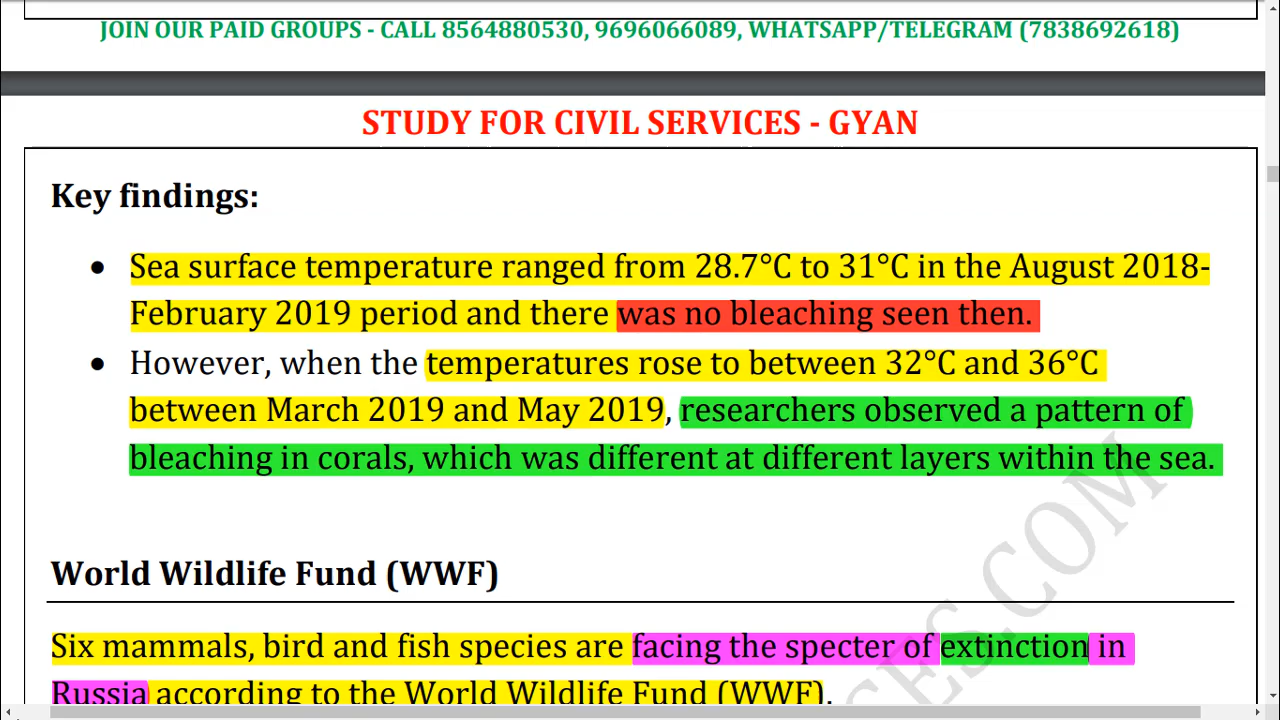 JOIN OUR PAID GROUPS - CALL 8564880530, 9696066089, WHATSAPP/TELEGRAM (7838692618)
STUDY FOR CIVIL SERVICES - GYAN
Key findings:
• Sea surface temperature ranged from 28.7°C to 31°C in the August 2018-
February 2019 period and there was no bleaching seen then.
• However, when the temperatures rose to between 32°C and 36°C
between March 2019 and May 2019, researchers observed a pattern of
bleaching in corals, which was different at different layers within the sea.
World Wildlife Fund (WWF)
Six mammals, bird and fish species are facing the specter of extinction in
Russia according to the World Wildlife Fund (WWF).
ES.COM